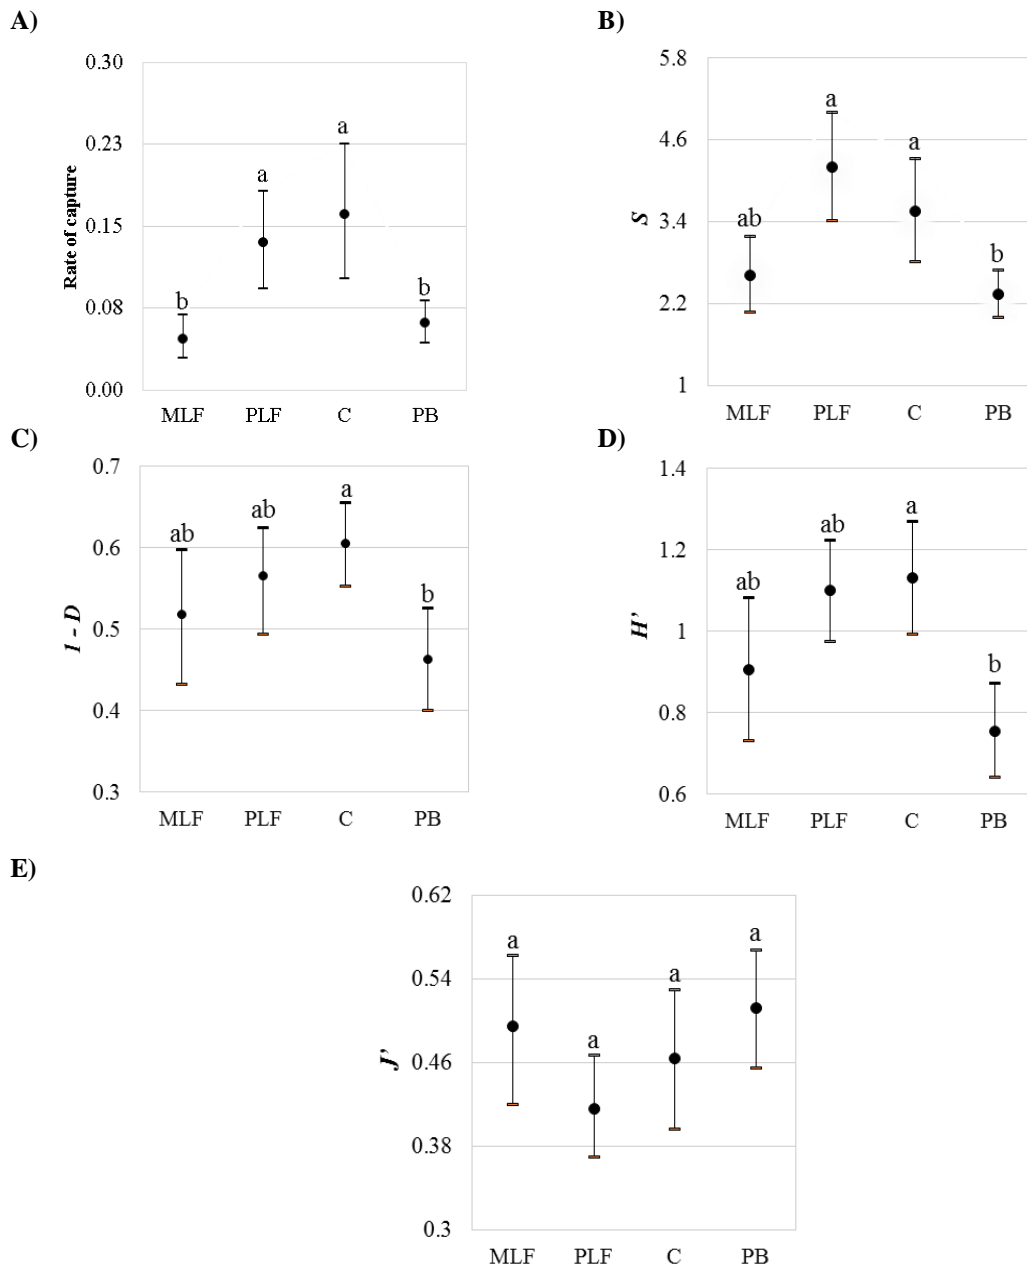 A)
0.30
0.23
0.15
0.08
0.00
Rate of capture
b
a
a
b
MLF PLF C PB
B)
5.8
4.6
3.4
2.2
1
S
ab
a
a
b
MLF PLF C PB
C)
0.7
0.6
0.5
0.4
0.3
1 - D
ab
ab
a
b
MLF PLF C PB
D)
1.4
1.2
1
0.8
0.6
H'
ab
ab
a
b
MLF PLF C PB
E)
0.62
0.54
0.46
0.38
0.3
J'
a
a
a
a
MLF PLF C PB